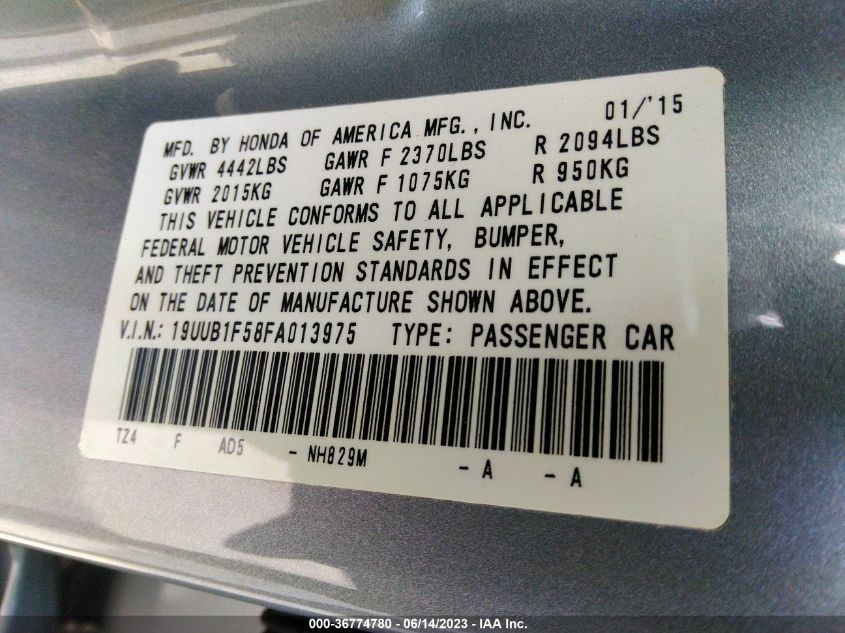 MFD. BY HONDA OF AMERICA MFG., INC. 01/'15
GVWR 4442LBS GAWR F 2370LBS R 2094LBS
GVWR 2015KG GAWR F 1075KG R 950KG
THIS VEHICLE CONFORMS TO ALL APPLICABLE
FEDERAL MOTOR VEHICLE SAFETY, BUMPER,
AND THEFT PREVENTION STANDARDS IN EFFECT
ON THE DATE OF MANUFACTURE SHOWN ABOVE.
V.I.N.: 19UUB1F58FA013975 TYPE: PASSENGER CAR
TZ4 F AD5 - NH829M - A - A
000-36774780 - 06/14/2023 - IAA Inc.